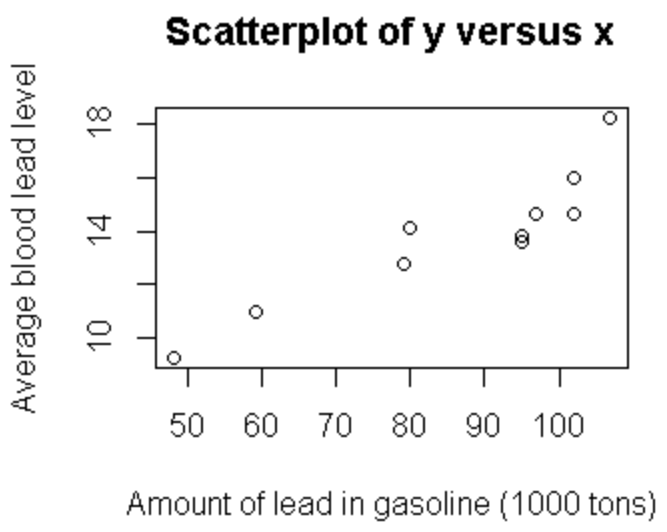 Scatterplot of y versus x
Average blood lead level
18
14
10
50 60 70 80 90 100
Amount of lead in gasoline (1000 tons)